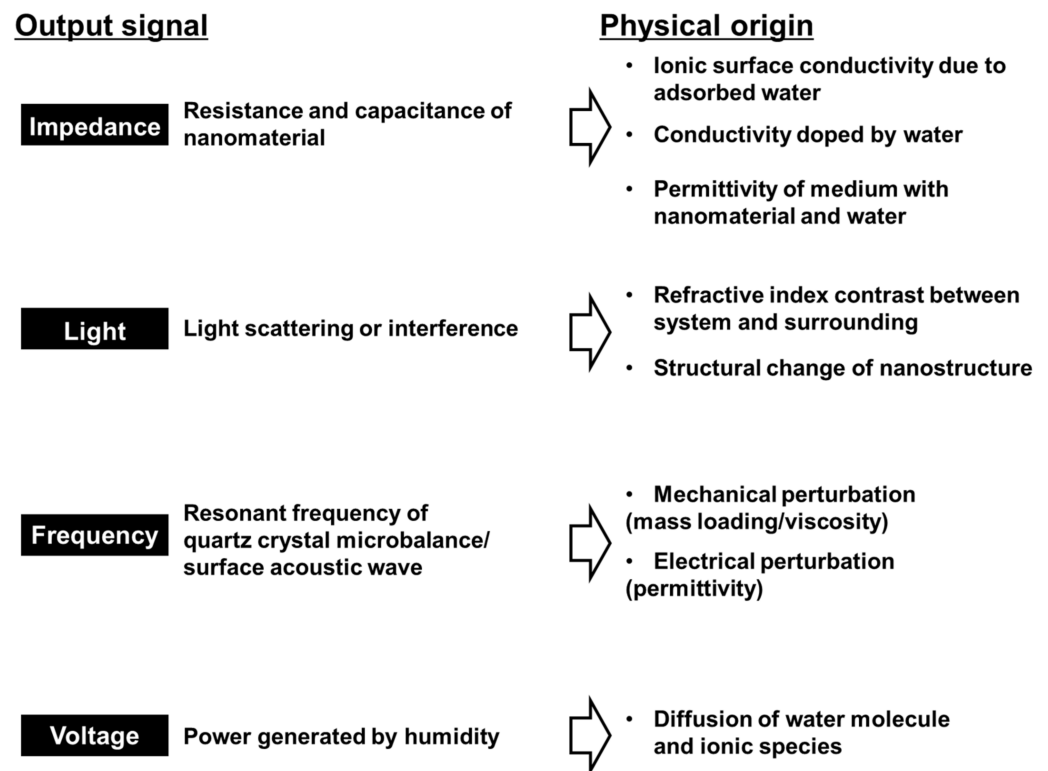 Output signal
Physical origin
Impedance
Resistance and capacitance of
nanomaterial
• Ionic surface conductivity due to
adsorbed water
• Conductivity doped by water
• Permittivity of medium with
nanomaterial and water
Light
Light scattering or interference
• Refractive index contrast between
system and surrounding
• Structural change of nanostructure
Frequency
Resonant frequency of
quartz crystal microbalance/
surface acoustic wave
• Mechanical perturbation
(mass loading/viscosity)
• Electrical perturbation
(permittivity)
Voltage
Power generated by humidity
• Diffusion of water molecule
and ionic species